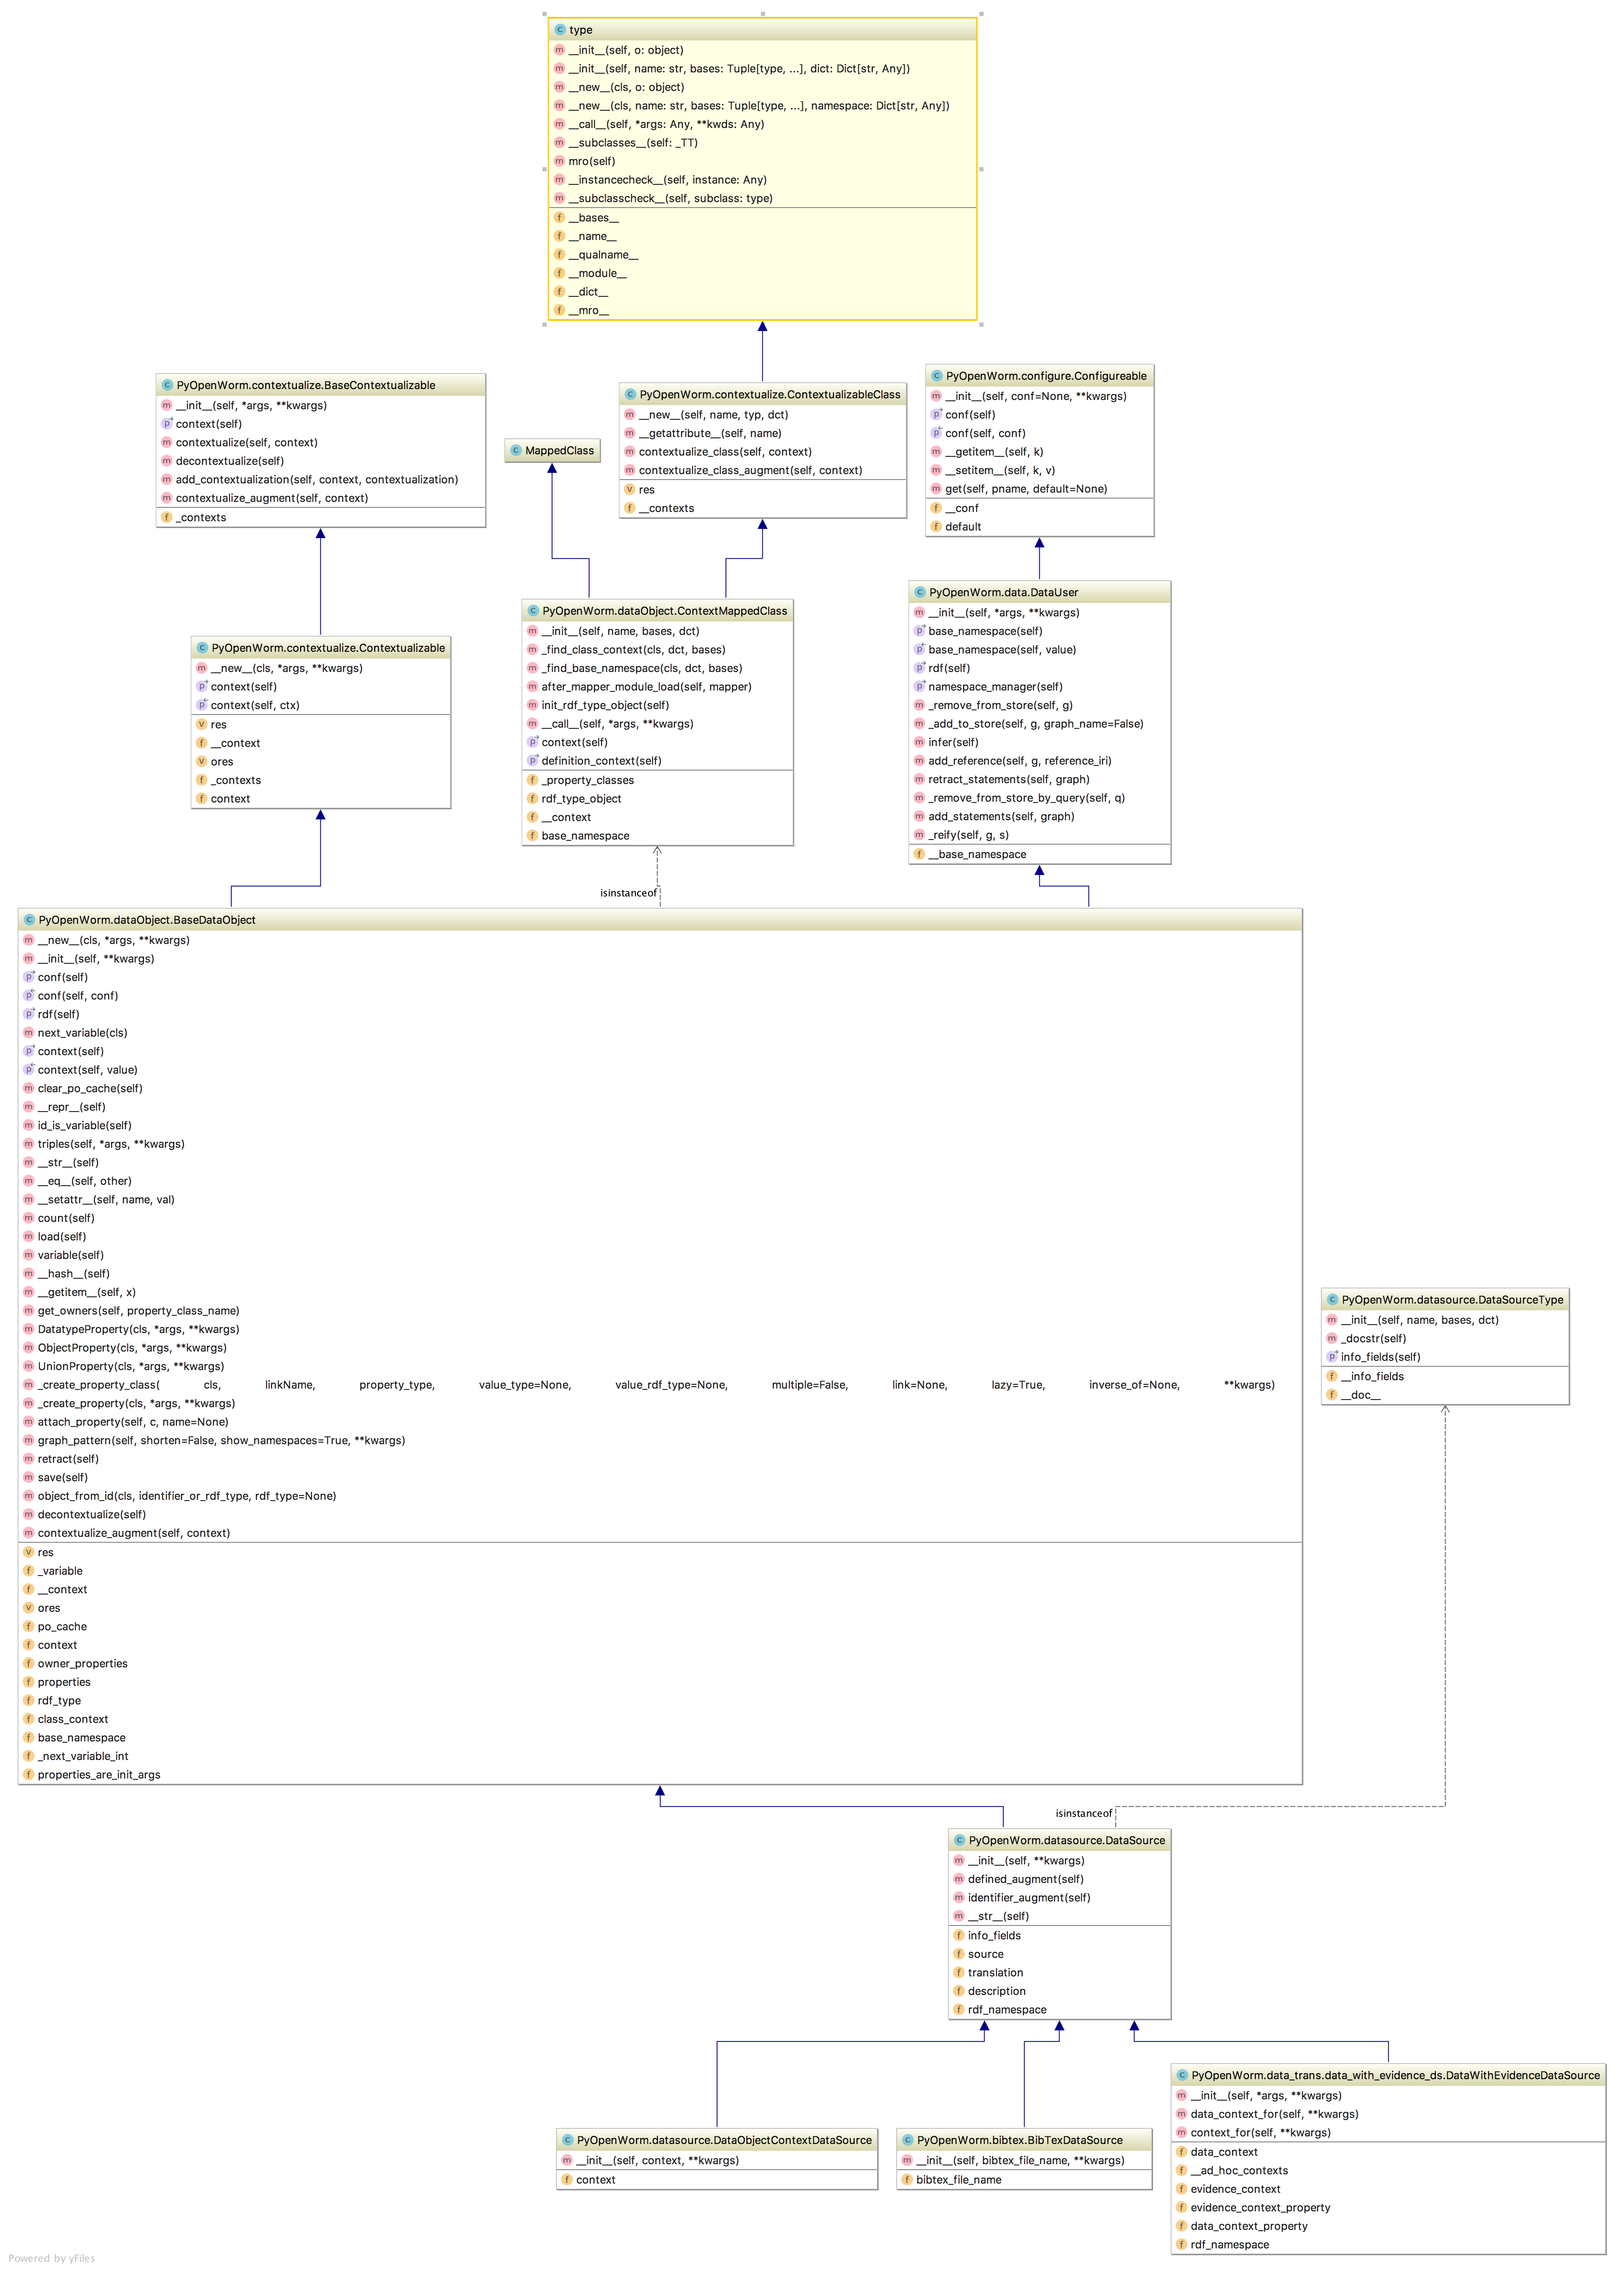 type
__init__(self, o: object)
__init__(self, name: str, bases: Tuple[type, ...], dict: Dict[str, Any])
__new__(cls, o: object)
__new__(cls, name: str, bases: Tuple[type, ...], namespace: Dict[str, Any])
__call__(self, *args: Any, **kwds: Any)
__subclasses__(self: _TT)
mro(self)
__instancecheck__(self, instance: Any)
__subclasscheck__(self, subclass: type)
__bases__
__name__
__qualname__
__module__
__dict__
__mro__
PyOpenWorm.contextualize.BaseContextualizable
__init__(self, *args, **kwargs)
context(self)
contextualize(self, context)
decontextualize(self)
add_contextualization(self, context, contextualization)
contextualize_augment(self, context)
_contexts
MappedClass
PyOpenWorm.contextualize.ContextualizableClass
__new__(self, name, typ, dct)
__getattribute__(self, name)
contextualize_class(self, context)
contextualize_class_augment(self, context)
res
__contexts
PyOpenWorm.configure.Configureable
__init__(self, conf=None, **kwargs)
conf(self)
conf(self, conf)
__getitem__(self, k)
__setitem__(self, k, v)
get(self, pname, default=None)
__conf
default
PyOpenWorm.contextualize.Contextualizable
__new__(cls, *args, **kwargs)
context(self)
context(self, ctx)
res
__context
ores
_contexts
context
PyOpenWorm.dataObject.ContextMappedClass
__init__(self, name, bases, dct)
_find_class_context(cls, dct, bases)
_find_base_namespace(cls, dct, bases)
after_mapper_module_load(self, mapper)
init_rdf_type_object(self)
__call__(self, *args, **kwargs)
context(self)
definition_context(self)
_property_classes
rdf_type_object
__context
base_namespace
PyOpenWorm.data.DataUser
__init__(self, *args, **kwargs)
base_namespace(self)
base_namespace(self, value)
rdf(self)
namespace_manager(self)
_remove_from_store(self, g)
_add_to_store(self, g, graph_name=False)
infer(self)
add_reference(self, g, reference_iri)
retract_statements(self, graph)
_remove_from_store_by_query(self, q)
add_statements(self, graph)
_reify(self, g, s)
__base_namespace
isinstanceof
PyOpenWorm.dataObject.BaseDataObject
__new__(cls, *args, **kwargs)
__init__(self, **kwargs)
conf(self)
conf(self, conf)
rdf(self)
next_variable(cls)
context(self)
context(self, value)
clear_po_cache(self)
__repr__(self)
id_is_variable(self)
triples(self, *args, **kwargs)
__str__(self)
__eq__(self, other)
__setattr__(self, name, val)
count(self)
load(self)
variable(self)
__hash__(self)
__getitem__(self, x)
get_owners(self, property_class_name)
DatatypeProperty(cls, *args, **kwargs)
ObjectProperty(cls, *args, **kwargs)
UnionProperty(cls, *args, **kwargs)
_create_property_class( cls, linkName, property_type, value_type=None, value_rdf_type=None, multiple=False, link=None, lazy=True, inverse_of=None, **kwargs)
_create_property(cls, *args, **kwargs)
attach_property(self, c, name=None)
graph_pattern(self, shorten=False, show_namespaces=True, **kwargs)
retract(self)
save(self)
object_from_id(cls, identifier_or_rdf_type, rdf_type=None)
decontextualize(self)
contextualize_augment(self, context)
res
_variable
__context
ores
po_cache
context
owner_properties
properties
rdf_type
class_context
base_namespace
_next_variable_int
properties_are_init_args
PyOpenWorm.datasource.DataSourceType
__init__(self, name, bases, dct)
_docstr(self)
info_fields(self)
__info_fields
__doc__
isinstanceof
PyOpenWorm.datasource.DataSource
__init__(self, **kwargs)
defined_augment(self)
identifier_augment(self)
__str__(self)
info_fields
source
translation
description
rdf_namespace
PyOpenWorm.datasource.DataObjectContextDataSource
__init__(self, context, **kwargs)
context
PyOpenWorm.bibtex.BibTexDataSource
__init__(self, bibtex_file_name, **kwargs)
bibtex_file_name
PyOpenWorm.data_trans.data_with_evidence_ds.DataWithEvidenceDataSource
__init__(self, *args, **kwargs)
data_context_for(self, **kwargs)
context_for(self, **kwargs)
data_context
__ad_hoc_contexts
evidence_context
evidence_context_property
data_context_property
rdf_namespace
Powered by yFiles